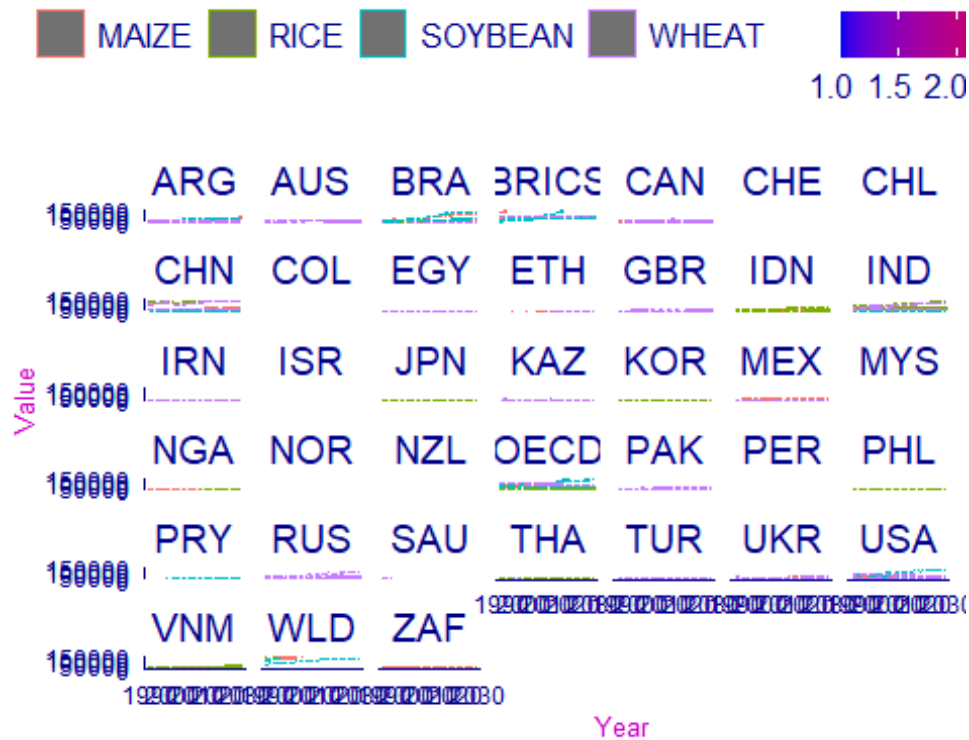 MAIZE RICE SOYBEAN WHEAT
1.0 1.5 2.0
ARG AUS BRA BRICS CAN CHE CHL
CHN COL EGY ETH GBR IDN IND
IRN ISR JPN KAZ KOR MEX MYS
Value
NGA NOR NZL OECD PAK PER PHL
PRY RUS SAU THA TUR UKR USA
VNM WLD ZAF
Year